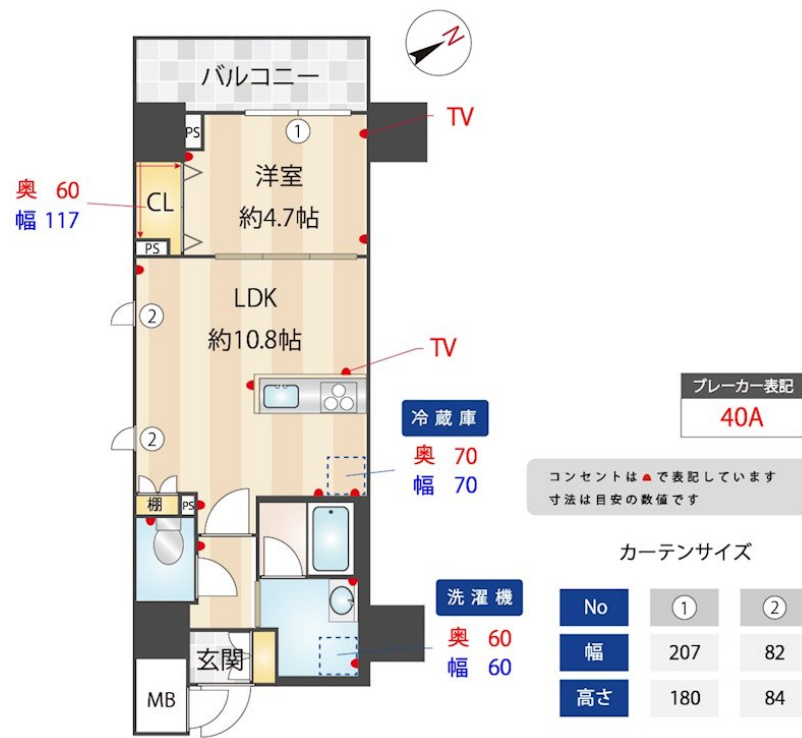 N
バルコニー
PS
①
TV
洋室
約4.7帖
奥 60
幅 117
CL
PS
LDK
約10.8帖
②
TV
②
冷蔵庫
奥 70
幅 70
ブレーカー表記
40A
コンセントは で表記しています
寸法は目安の数値です
棚
PS
カーテンサイズ
No ① ②
幅 207 82
高さ 180 84
洗濯機
奥 60
幅 60
玄関
MB